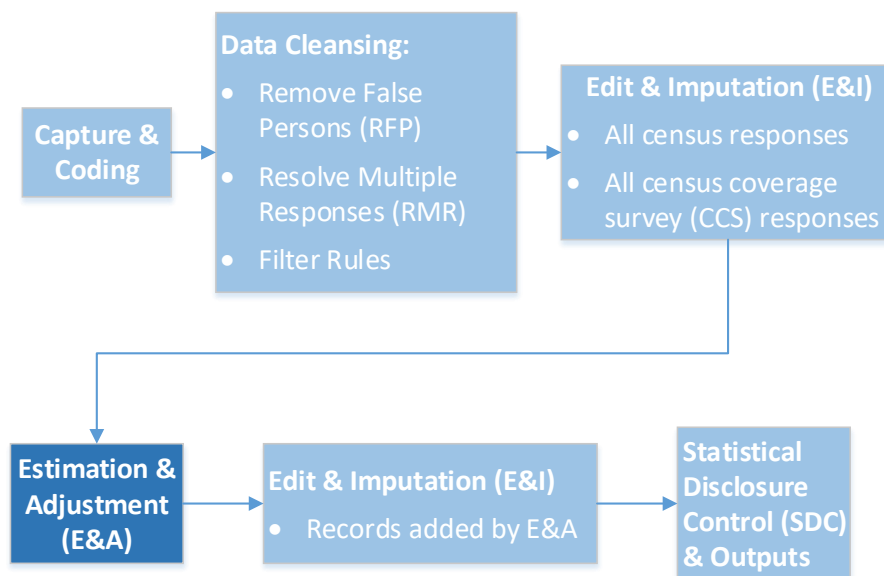 Capture &
Coding
Data Cleansing:
• Remove False
Persons (RFP)
• Resolve Multiple
Responses (RMR)
• Filter Rules
Edit & Imputation (E&I)
• All census responses
• All census coverage
survey (CCS) responses
Estimation &
Adjustment
(E&A)
Edit & Imputation (E&I)
• Records added by E&A
Statistical
Disclosure
Control (SDC)
& Outputs